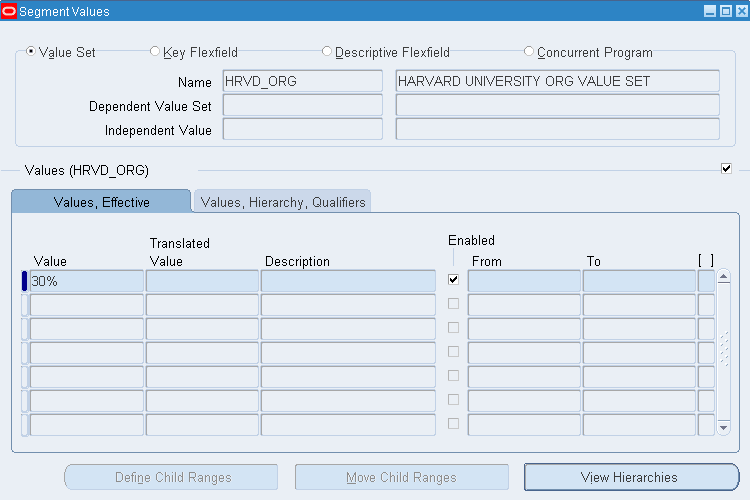 Segment Values
Value Set Key Flexfield Descriptive Flexfield Concurrent Program
Name HRVD_ORG HARVARD UNIVERSITY ORG VALUE SET
Dependent Value Set
Independent Value
Values (HRVD_ORG)
Values, Effective Values, Hierarchy, Qualifiers
Enabled
Translated
Value Value Description From To [ ]
30%
Define Child Ranges Move Child Ranges View Hierarchies